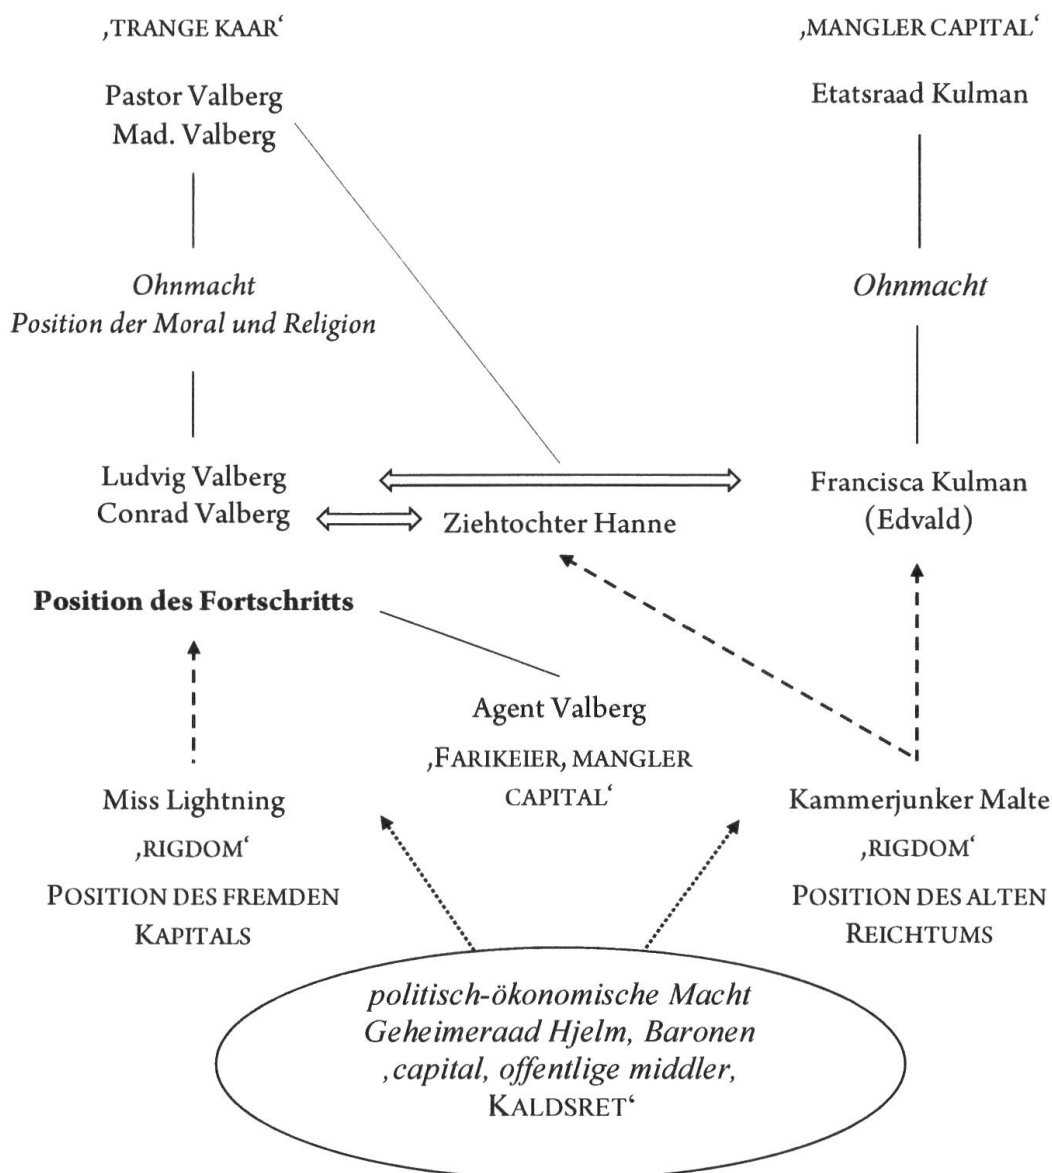 ‚TRANGE KAAR‘
‚MANGLER CAPITAL‘
Pastor Valberg
Mad. Valberg
Etatsraad Kulman
Ohnmacht
Position der Moral und Religion
Ohnmacht
Ludvig Valberg
Conrad Valberg
Ziehtochter Hanne
Francisca Kulman
(Edvald)
Position des Fortschritts
Agent Valberg
‚FARIKEIER, MANGLER
CAPITAL‘
Miss Lightning
‚RIGDOM‘
POSITION DES FREMDEN
KAPITALS
Kammerjunker Malte
‚RIGDOM‘
POSITION DES ALTEN
REICHTUMS
politisch-ökonomische Macht
Geheimeraad Hjelm, Baronen
‚capital, offentlige middler,
KALDSRET‘